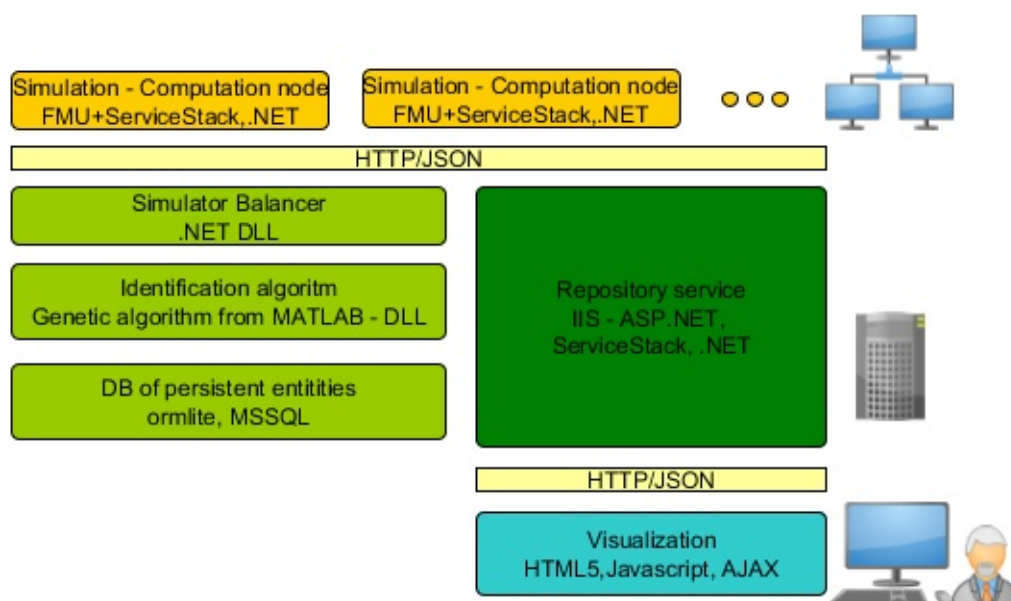 Simulation - Computation node
FMU+ServiceStack,.NET
Simulation - Computation node
FMU+ServiceStack,.NET
HTTP/JSON
Simulator Balancer
.NET DLL
Identification algoritm
Genetic algorithm from MATLAB - DLL
DB of persistent entitities
ormlite, MSSQL
Repository service
IIS - ASP.NET,
ServiceStack, .NET
HTTP/JSON
Visualization
HTML5,Javascript, AJAX